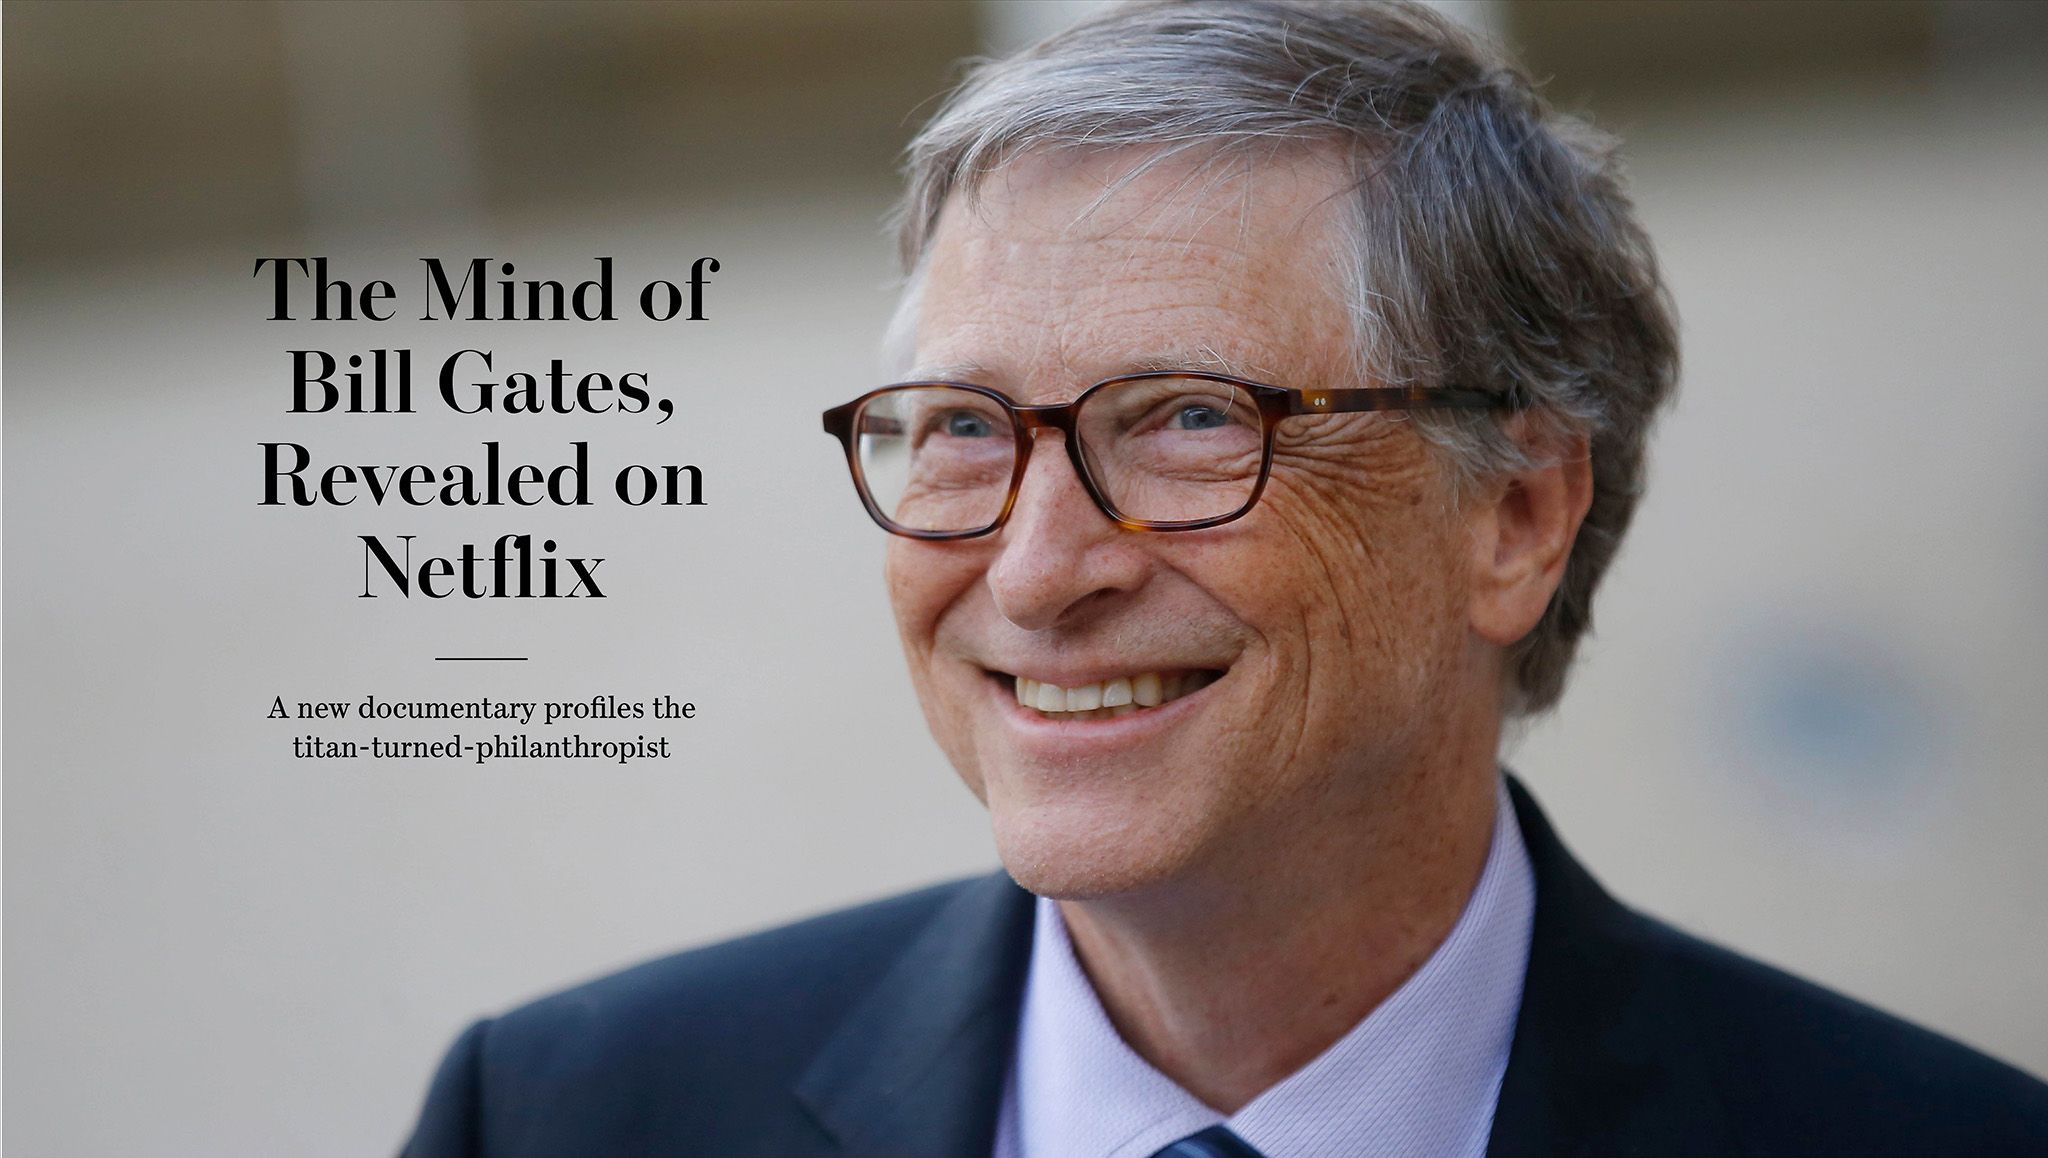 The Mind of
Bill Gates,
Revealed on
Netflix
A new documentary profiles the
titan-turned-philanthropist